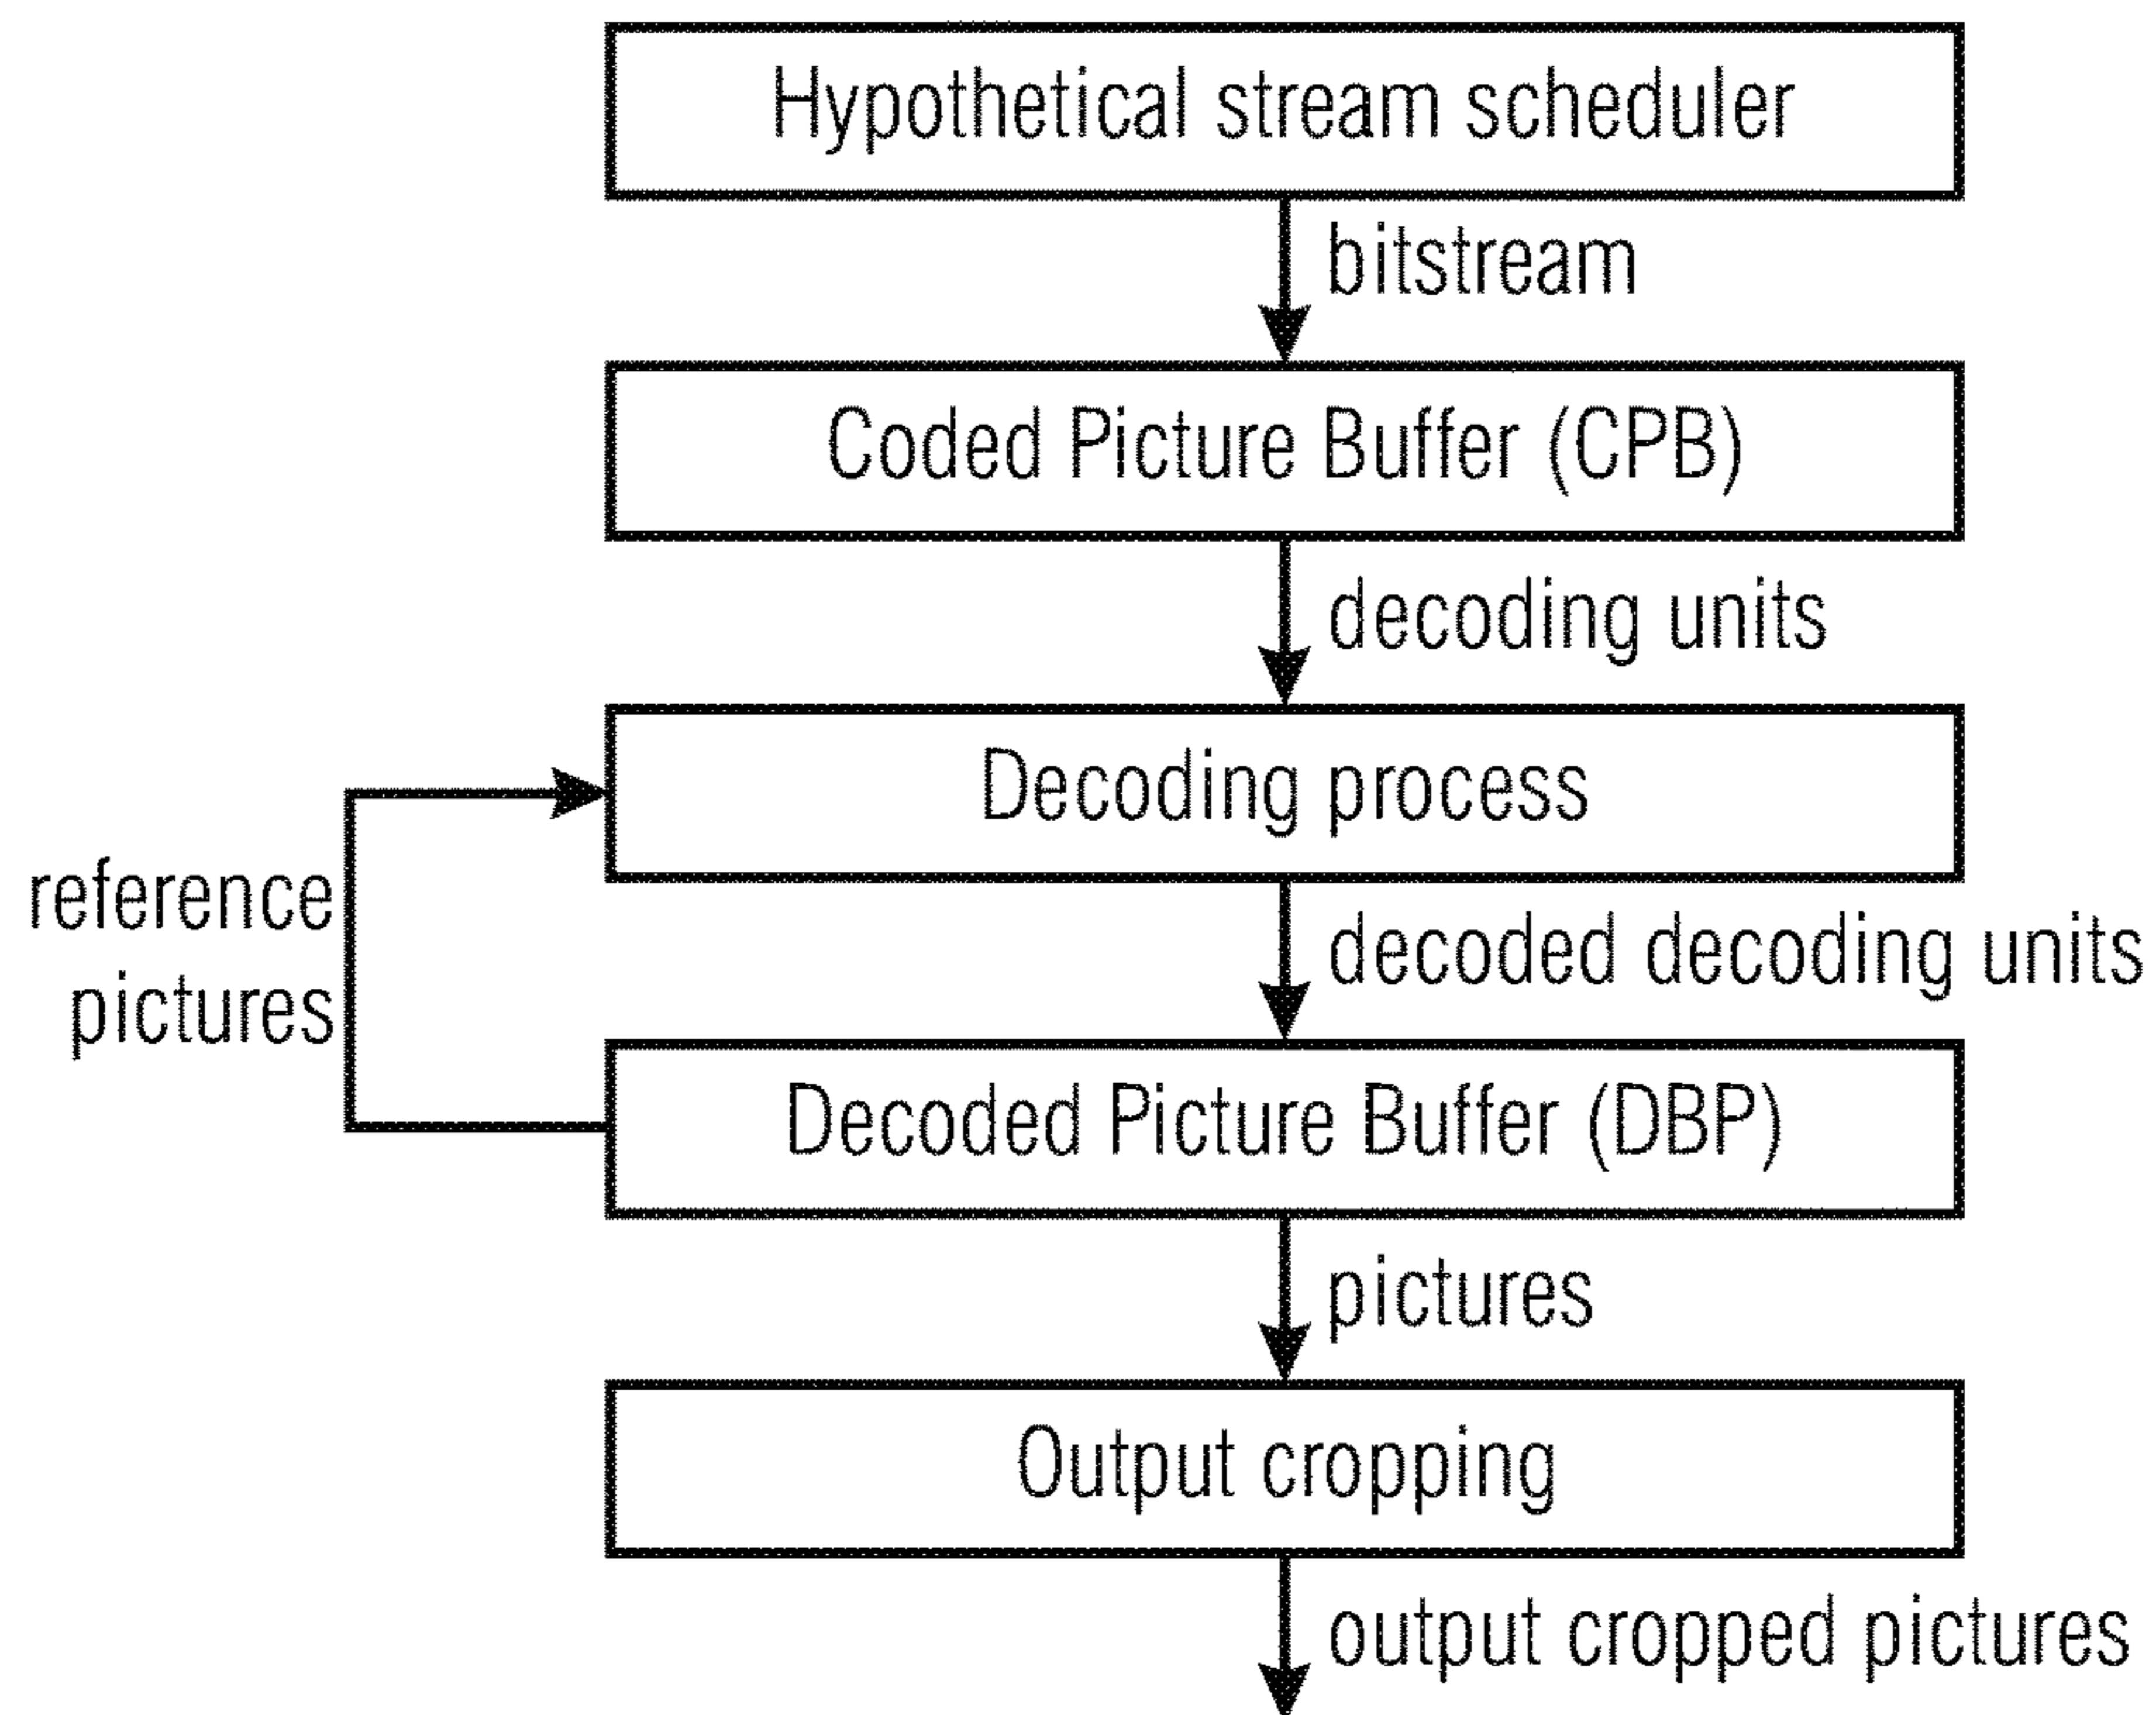 Hypothetical stream scheduler
bitstream
Coded Picture Buffer (CPB)
decoding units
Decoding process
reference
pictures
decoded decoding units
Decoded Picture Buffer (DBP)
pictures
Output cropping
output cropped pictures